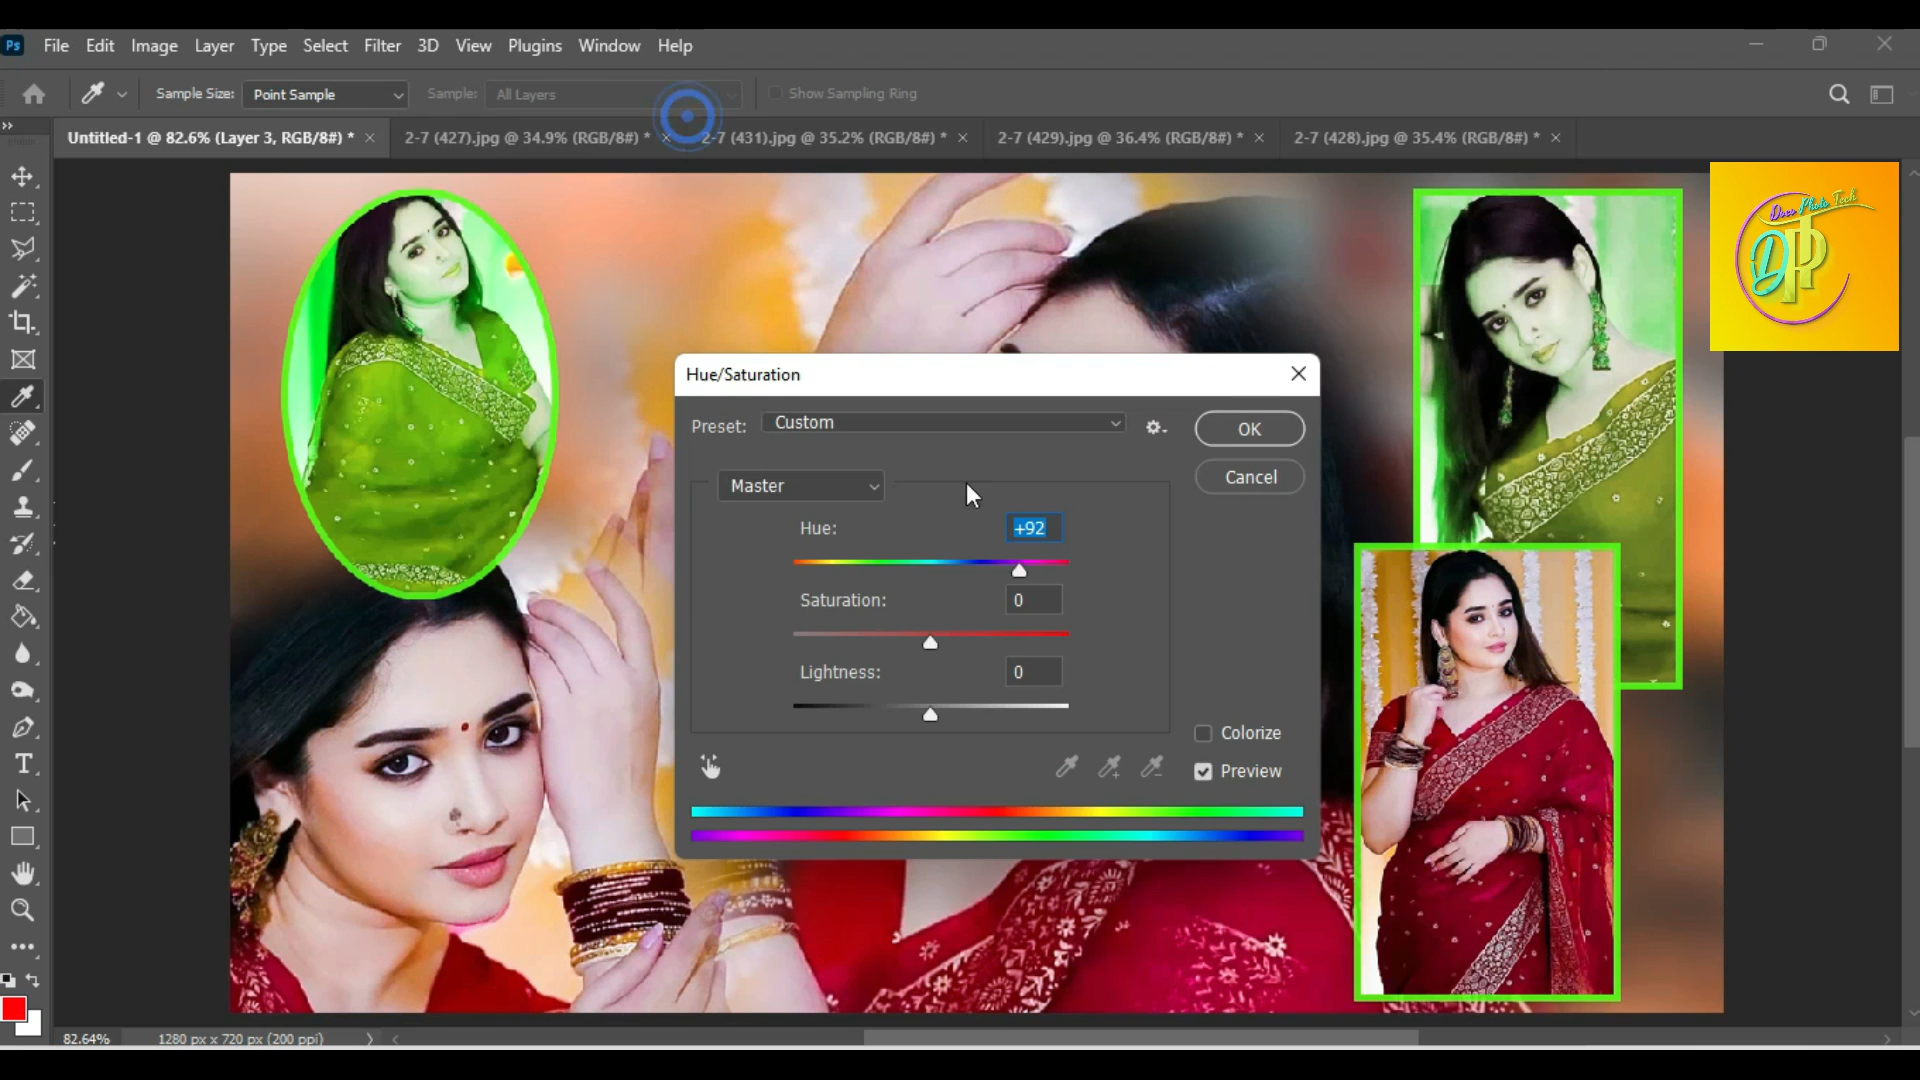 Ps File Edit Image Layer Type Select Filter 3D View Plugins Window Help
Sample Size: Point Sample Sample: All Layers Show Sampling Ring
Untitled-1 @ 82.6% (Layer 3, RGB/8#) * 2-7 (427).jpg @ 34.9% (RGB/8#) * 2-7 (431).jpg @ 35.2% (RGB/8#) * 2-7 (429).jpg @ 36.4% (RGB/8#) * 2-7 (428).jpg @ 35.4% (RGB/8#) *
Photo Tech
Hue/Saturation
Preset: Custom
OK
Master
Cancel
Hue: +92
Saturation: 0
Lightness: 0
Colorize
Preview
82.64% 1280 px x 720 px (200 ppi)